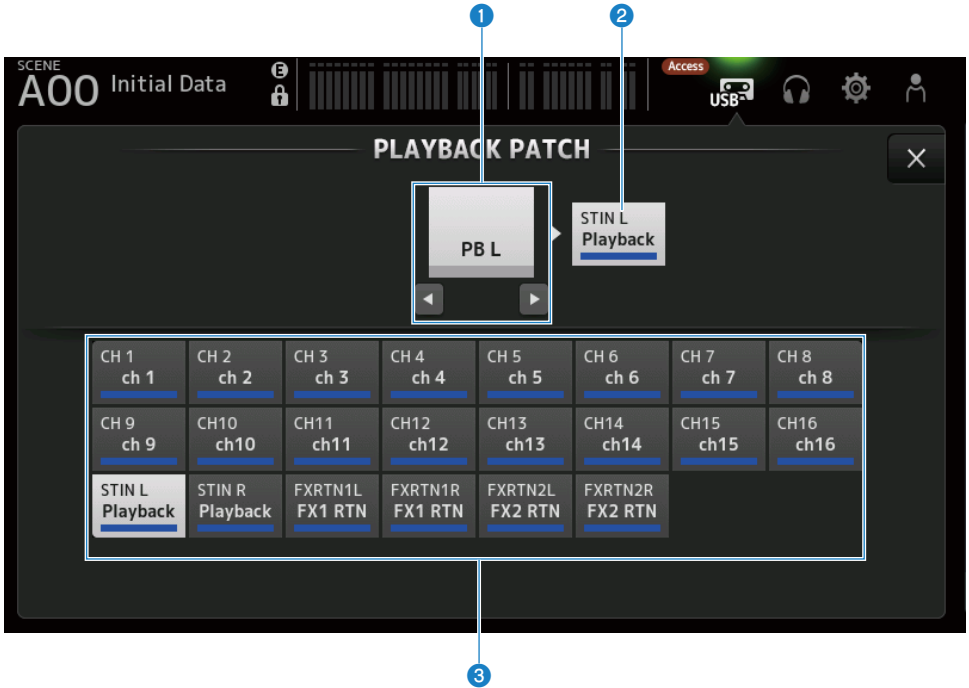 1 2
SCENE
A00 Initial Data E Access USB
PLAYBACK PATCH
PB L
STIN L
Playback
CH 1 CH 2 CH 3 CH 4 CH 5 CH 6 CH 7 CH 8
ch 1 ch 2 ch 3 ch 4 ch 5 ch 6 ch 7 ch 8
CH 9 CH10 CH11 CH12 CH13 CH14 CH15 CH16
ch 9 ch10 ch11 ch12 ch13 ch14 ch15 ch16
STIN L STIN R FXRTN1L FXRTN1R FXRTN2L FXRTN2R
Playback Playback FX1 RTN FX1 RTN FX2 RTN FX2 RTN
3